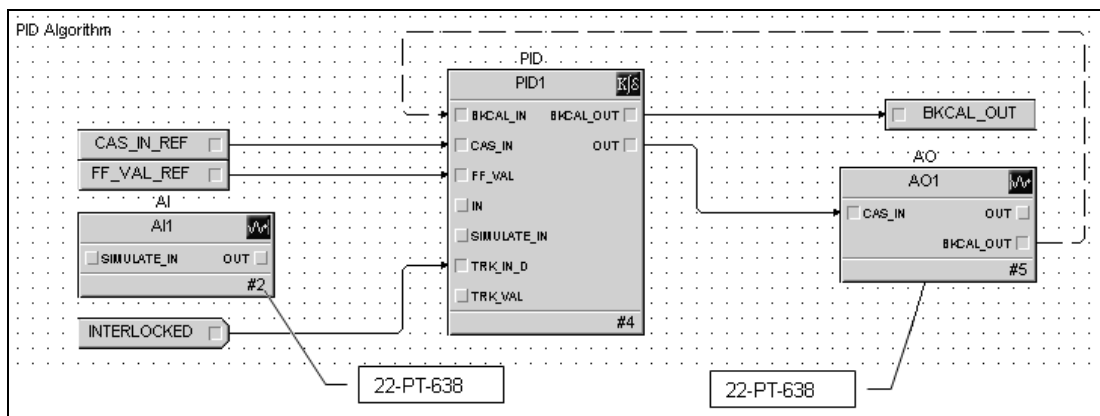 PID Algorithm
PID
PID1
BKCAL_IN BKCAL_OUT
CAS_IN OUT
FF_VAL
IN
SIMULATE_IN
TRK_IN_D
TRK_VAL
#4
BKCAL_OUT
CAS_IN_REF
FF_VAL_REF
AI
AI1
SIMULATE_IN OUT
#2
INTERLOCKED
AO
AO1
CAS_IN OUT
BKCAL_OUT
#5
22-PT-638
22-PT-638